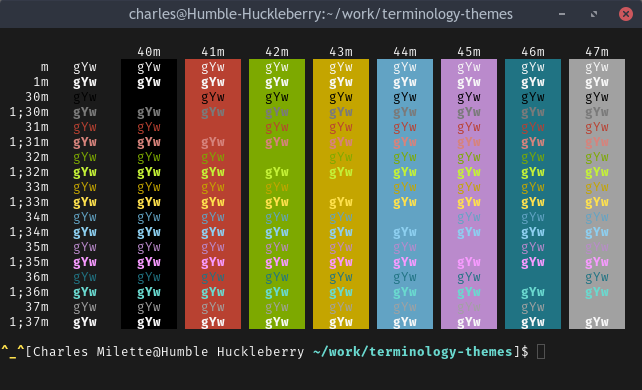 charles@Humble-Huckleberry:~/work/terminology-themes
40m 41m 42m 43m 44m 45m 46m 47m
m gYw gYw gYw gYw gYw gYw gYw gYw gYw
1m gYw gYw gYw gYw gYw gYw gYw gYw gYw
30m gYw gYw gYw gYw gYw gYw gYw gYw
1;30m gYw gYw gYw gYw gYw gYw gYw gYw gYw
31m gYw gYw gYw gYw gYw gYw gYw gYw
1;31m gYw gYw gYw gYw gYw gYw gYw gYw gYw
32m gYw gYw gYw gYw gYw gYw gYw gYw
1;32m gYw gYw gYw gYw gYw gYw gYw gYw gYw
33m gYw gYw gYw gYw gYw gYw gYw gYw
1;33m gYw gYw gYw gYw gYw gYw gYw gYw gYw
34m gYw gYw gYw gYw gYw gYw gYw gYw
1;34m gYw gYw gYw gYw gYw gYw gYw gYw gYw
35m gYw gYw gYw gYw gYw gYw gYw gYw
1;35m gYw gYw gYw gYw gYw gYw gYw gYw gYw
36m gYw gYw gYw gYw gYw gYw gYw gYw
1;36m gYw gYw gYw gYw gYw gYw gYw gYw gYw
37m gYw gYw gYw gYw gYw gYw gYw gYw
1;37m gYw gYw gYw gYw gYw gYw gYw gYw gYw
^_^[Charles Milette@Humble Huckleberry ~/work/terminology-themes]$